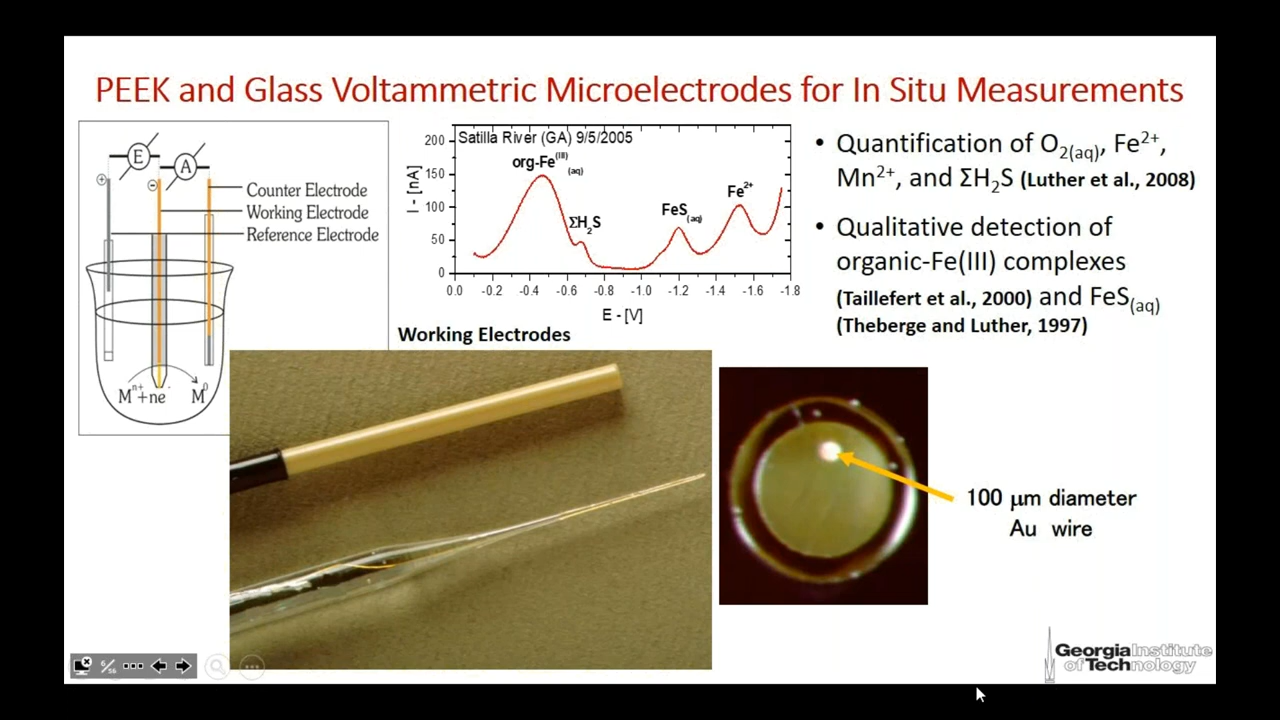 PEEK and Glass Voltammetric Microelectrodes for In Situ Measurements
E
A
+
−
Counter Electrode
Working Electrode
Reference Electrode
Mⁿ⁺+ne⁻ M⁰
Satilla River (GA) 9/5/2005
org-Fe(III)(aq)
ΣH2S
FeS(aq)
Fe²⁺
I - [nA]
200
150
100
50
0
0.0 -0.2 -0.4 -0.6 -0.8 -1.0 -1.2 -1.4 -1.6 -1.8
E - [V]
Working Electrodes
• Quantification of O2(aq), Fe²⁺,
Mn²⁺, and ΣH2S (Luther et al., 2008)
• Qualitative detection of
organic-Fe(III) complexes
(Taillefert et al., 2000) and FeS(aq)
(Theberge and Luther, 1997)
100 μm diameter
Au wire
6/56
Georgia Institute
of Technology